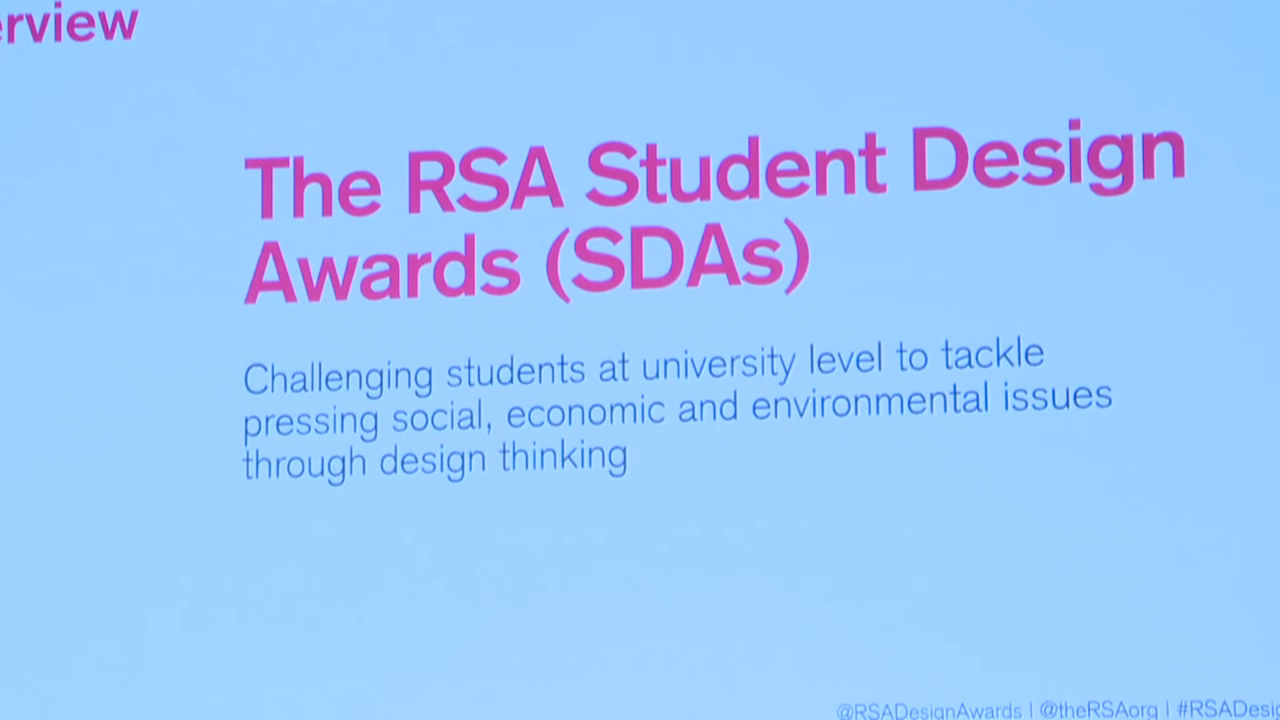 erview
The RSA Student Design
Awards (SDAs)
Challenging students at university level to tackle
pressing social, economic and environmental issues
through design thinking
@RSADesignAwards | @theRSAorg | #RSADesig